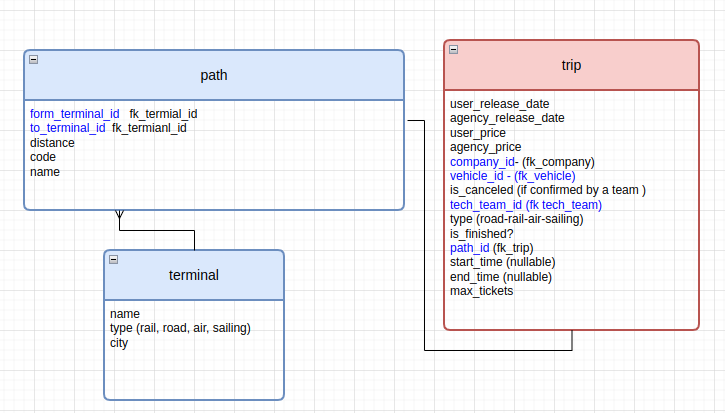 path
form_terminal_id fk_termial_id
to_terminal_id fk_termianl_id
distance
code
name
terminal
name
type (rail, road, air, sailing)
city
trip
user_release_date
agency_release_date
user_price
agency_price
company_id- (fk_company)
vehicle_id - (fk_vehicle)
is_canceled (if confirmed by a team )
tech_team_id (fk tech_team)
type (road-rail-air-sailing)
is_finished?
path_id (fk_trip)
start_time (nullable)
end_time (nullable)
max_tickets